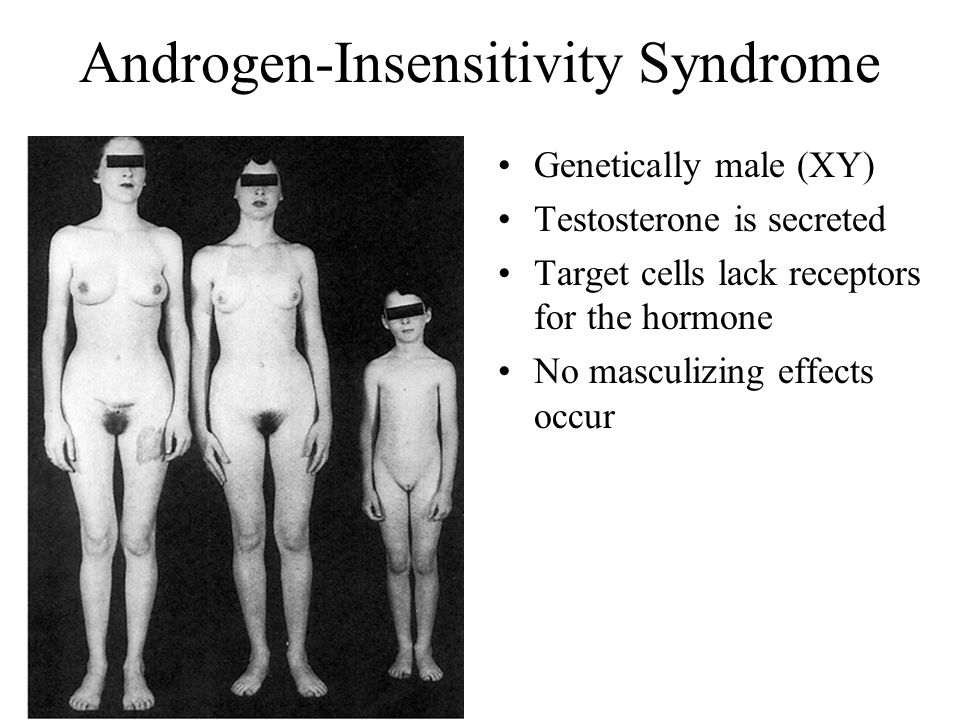 Androgen-Insensitivity Syndrome
• Genetically male (XY)
• Testosterone is secreted
• Target cells lack receptors
for the hormone
• No masculizing effects
occur